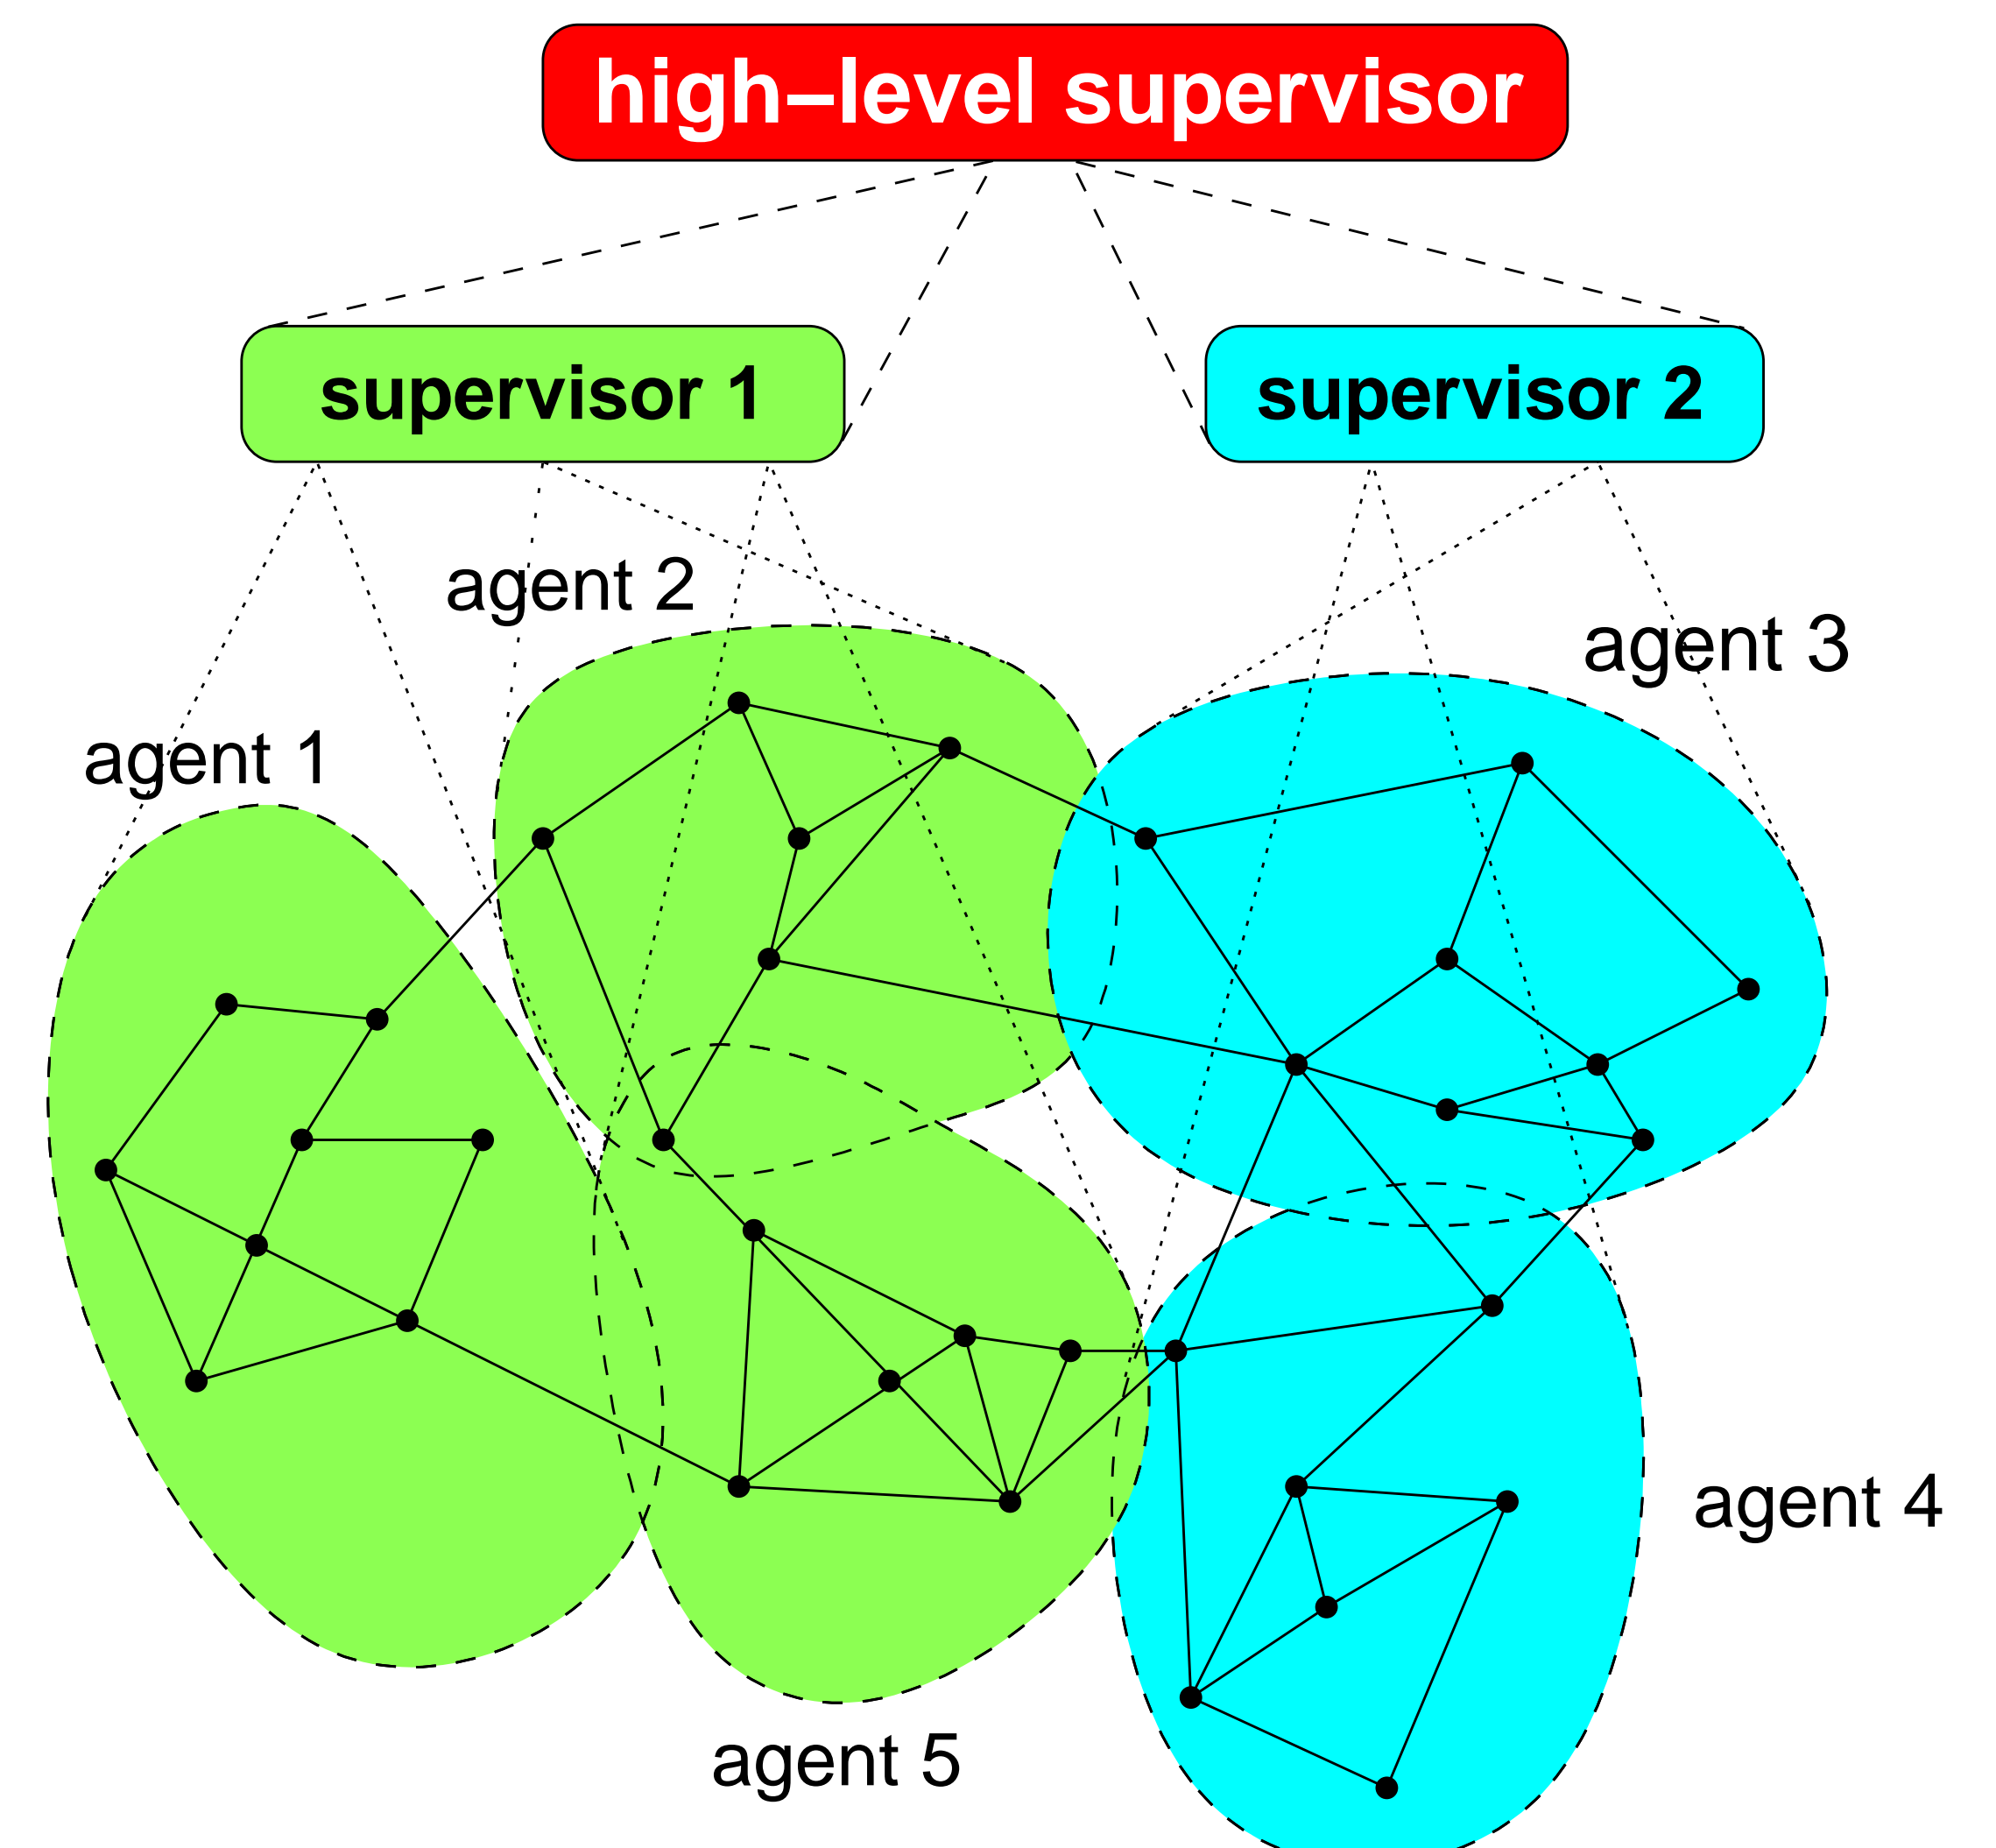 high–level supervisor
supervisor 1
supervisor 2
agent 2
agent 3
agent 1
agent 4
agent 5